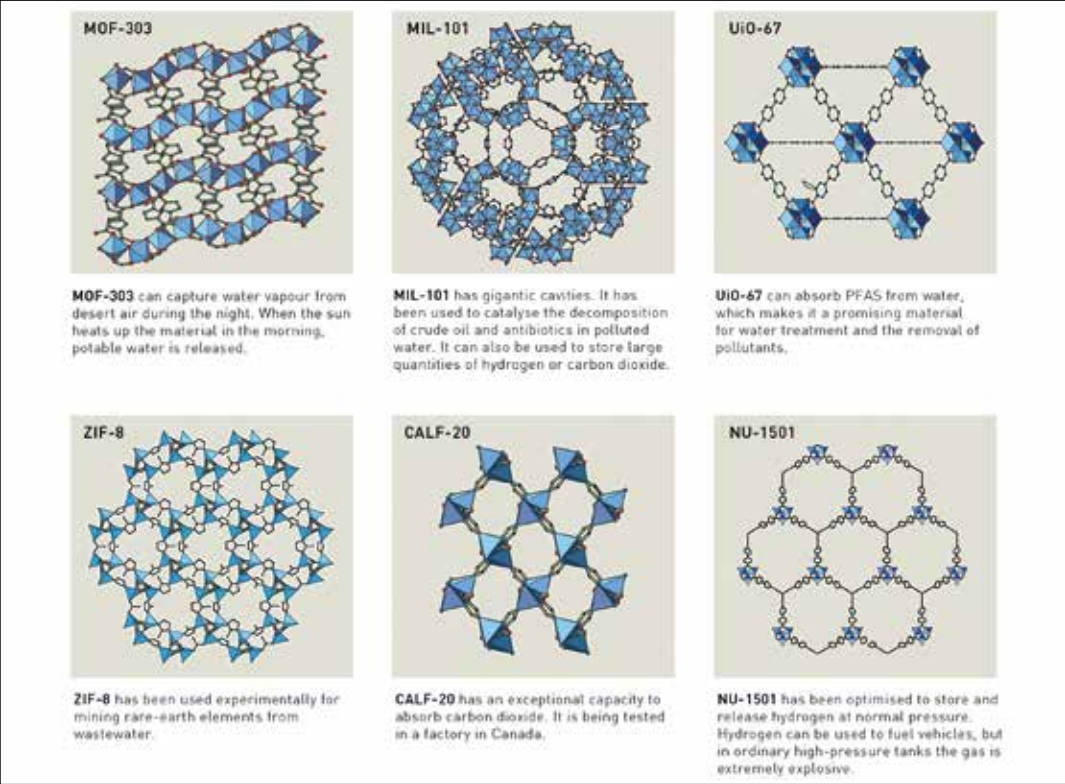 MOF-303
MIL-101
UiO-67
MOF-303 can capture water vapour from
desert air during the night. When the sun
heats up the material in the morning,
potable water is released.
MIL-101 has gigantic cavities. It has
been used to catalyse the decomposition
of crude oil and antibiotics in polluted
water. It can also be used to store large
quantities of hydrogen or carbon dioxide.
UiO-67 can absorb PFAS from water,
which makes it a promising material
for water treatment and the removal of
pollutants.
ZIF-8
CALF-20
NU-1501
ZIF-8 has been used experimentally for
mining rare-earth elements from
wastewater.
CALF-20 has an exceptional capacity to
absorb carbon dioxide. It is being tested
in a factory in Canada.
NU-1501 has been optimised to store and
release hydrogen at normal pressure.
Hydrogen can be used to fuel vehicles, but
in ordinary high-pressure tanks the gas is
extremely explosive.